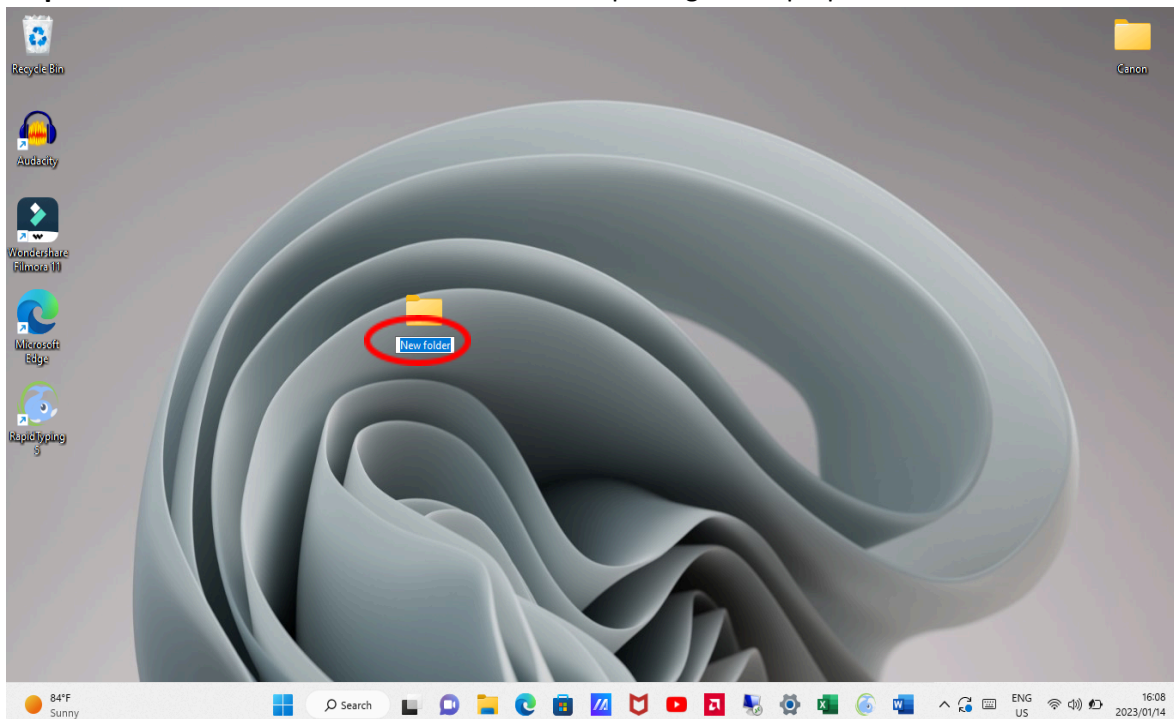 Recycle Bin
Canon
Audacity
Wondershare
Filmora 11
New folder
Microsoft
Edge
RapidTyping
5
84°F
Sunny
Search
ENG
US
16:08
2023/01/14